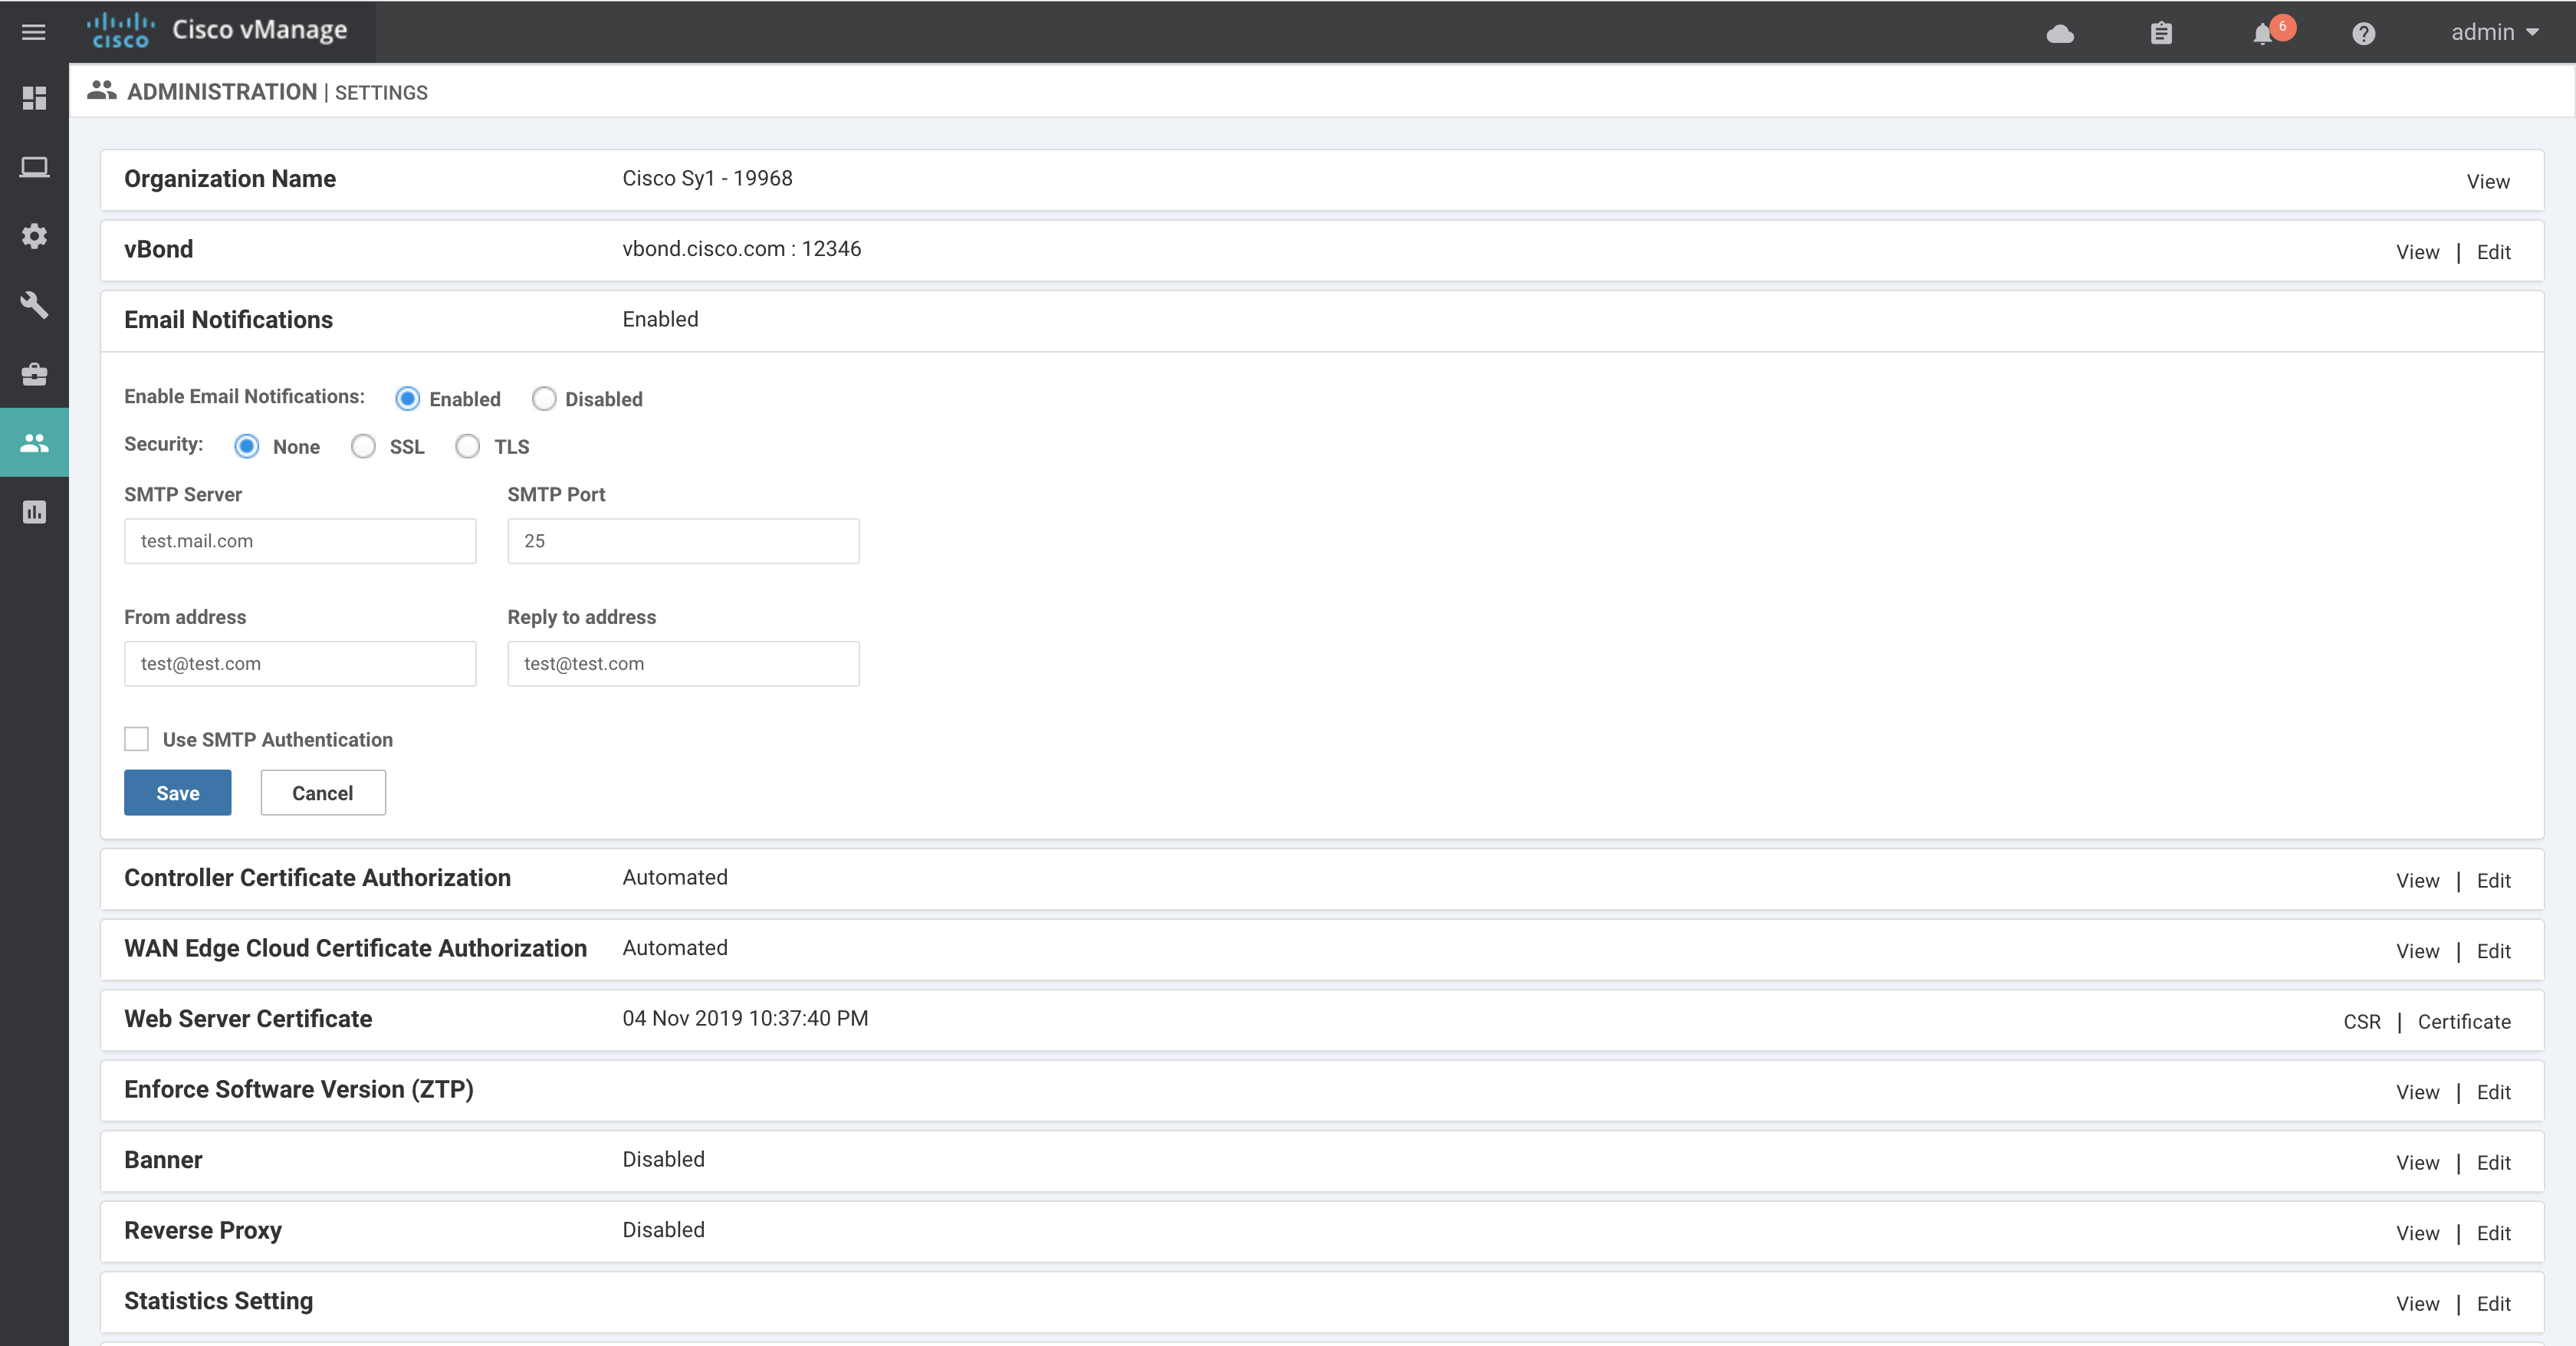 cisco Cisco vManage 6 admin
ADMINISTRATION | SETTINGS
Organization Name Cisco Sy1 - 19968 View
vBond vbond.cisco.com : 12346 View | Edit
Email Notifications Enabled
Enable Email Notifications: Enabled Disabled
Security: None SSL TLS
SMTP Server SMTP Port
test.mail.com 25
From address Reply to address
test@test.com test@test.com
Use SMTP Authentication
Save Cancel
Controller Certificate Authorization Automated View | Edit
WAN Edge Cloud Certificate Authorization Automated View | Edit
Web Server Certificate 04 Nov 2019 10:37:40 PM CSR | Certificate
Enforce Software Version (ZTP) View | Edit
Banner Disabled View | Edit
Reverse Proxy Disabled View | Edit
Statistics Setting View | Edit